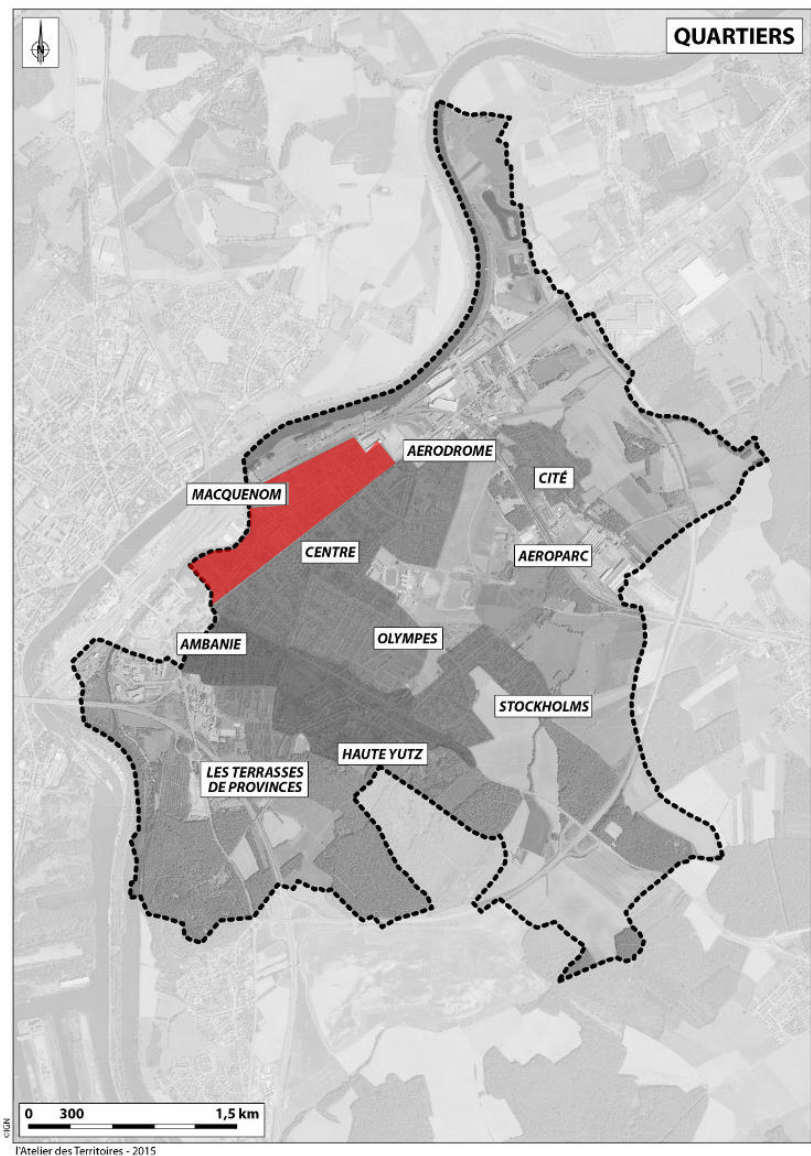 N
QUARTIERS
AERODROME
CITÉ
MACQUENOM
CENTRE
AEROPARC
AMBANIE
OLYMPES
STOCKHOLMS
HAUTE YUTZ
LES TERRASSES
DE PROVINCES
0 300 1,5 km
©IGN
l'Atelier des Territoires - 2015